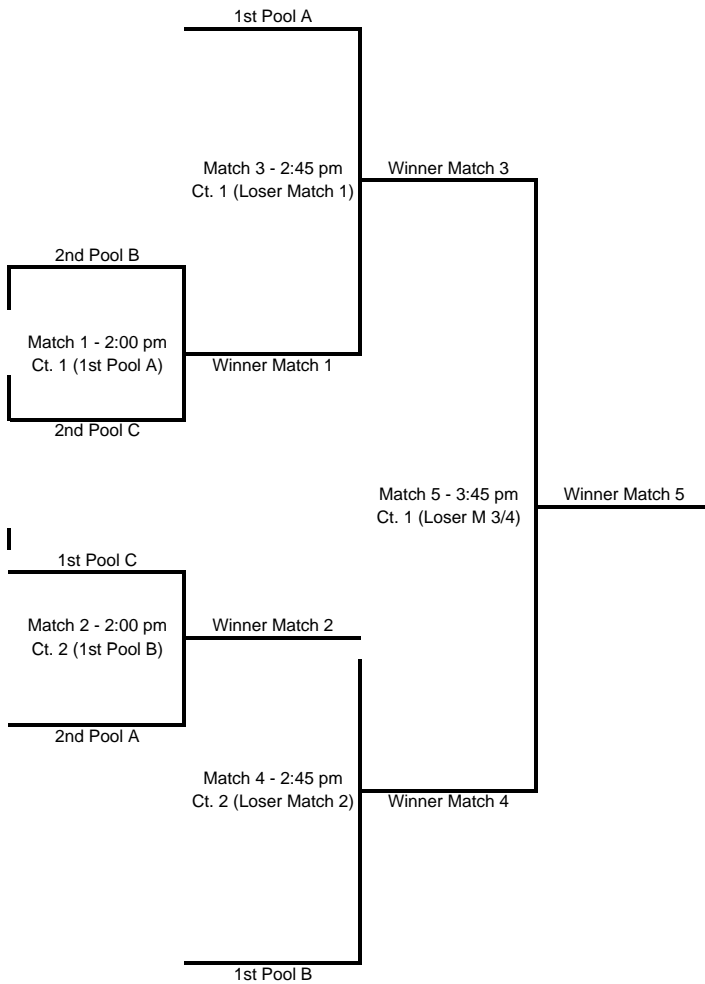 1st Pool A
Match 3 - 2:45 pm
Ct. 1 (Loser Match 1)
Winner Match 3
2nd Pool B
Match 1 - 2:00 pm
Ct. 1 (1st Pool A)
Winner Match 1
2nd Pool C
Match 5 - 3:45 pm
Ct. 1 (Loser M 3/4)
Winner Match 5
1st Pool C
Match 2 - 2:00 pm
Ct. 2 (1st Pool B)
Winner Match 2
2nd Pool A
Match 4 - 2:45 pm
Ct. 2 (Loser Match 2)
Winner Match 4
1st Pool B